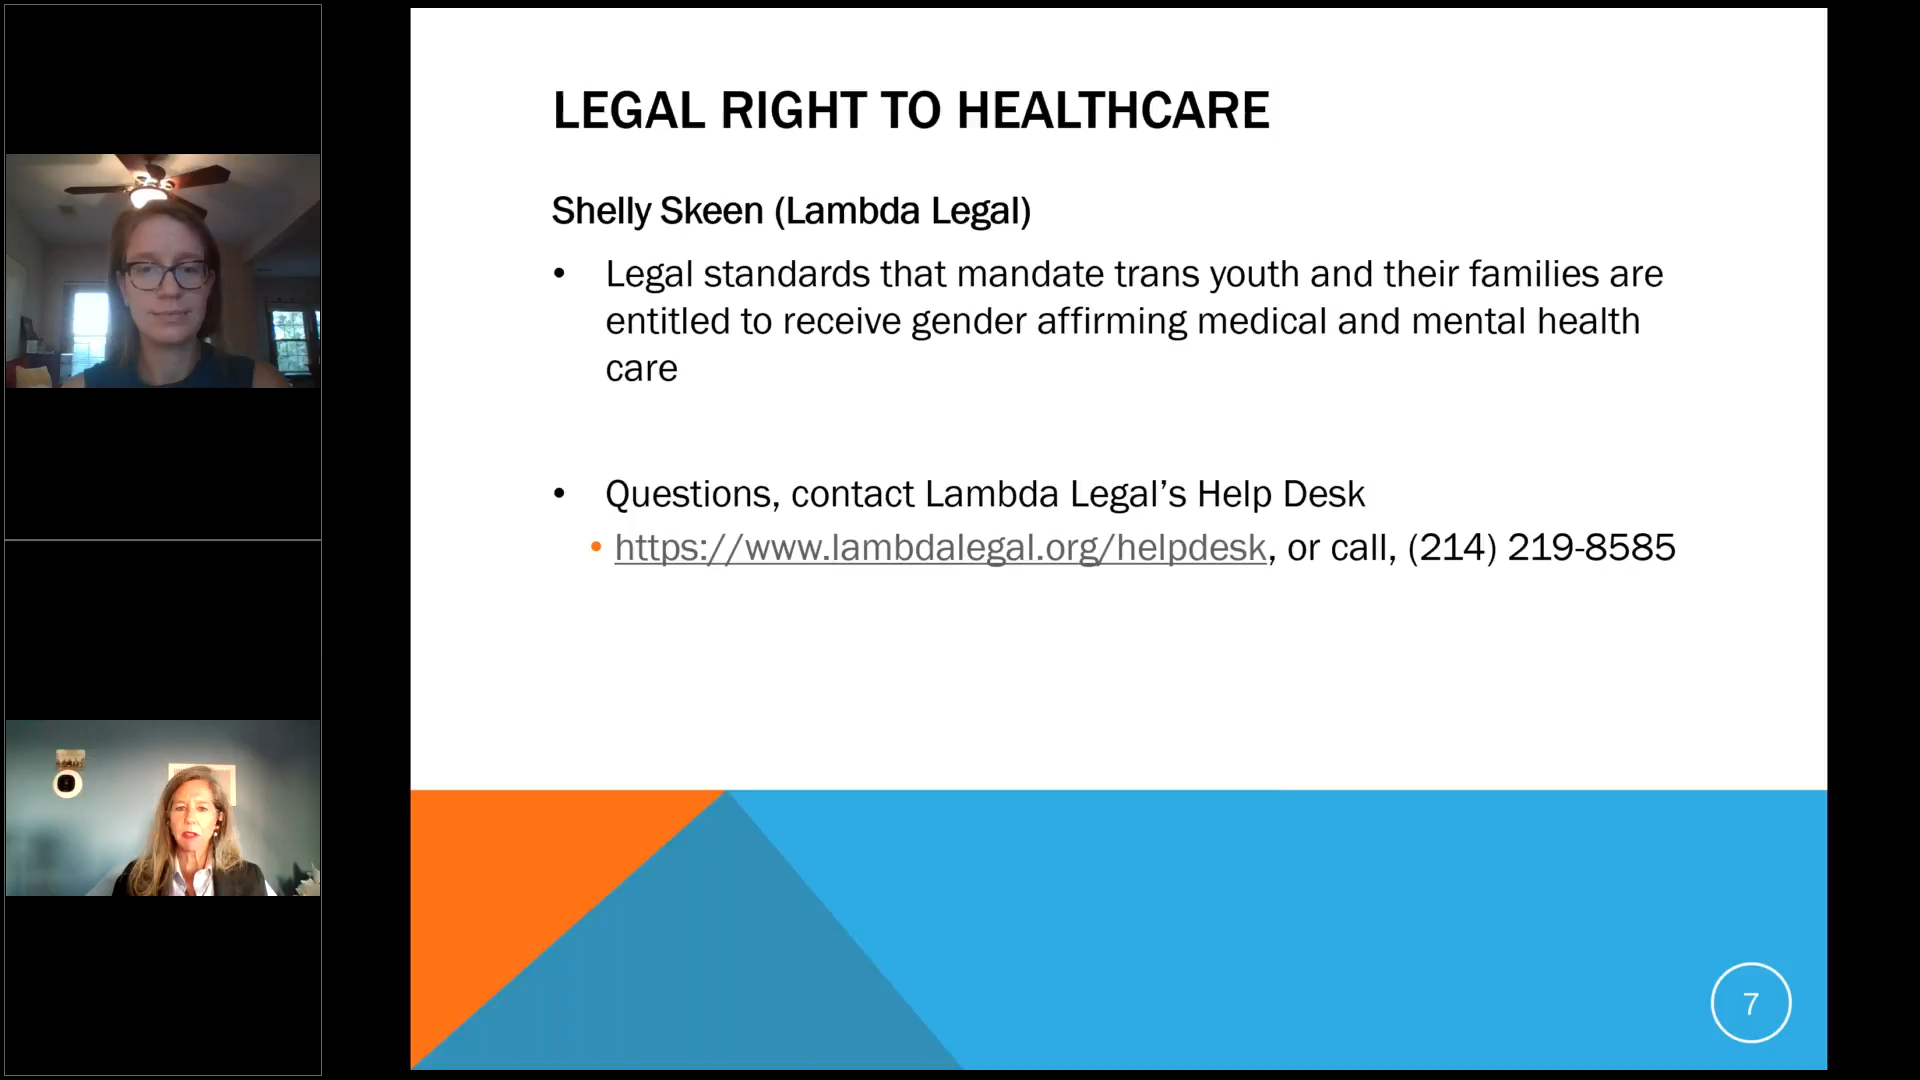 LEGAL RIGHT TO HEALTHCARE
Shelly Skeen (Lambda Legal)
• Legal standards that mandate trans youth and their families are
entitled to receive gender affirming medical and mental health
care
• Questions, contact Lambda Legal’s Help Desk
• https://www.lambdalegal.org/helpdesk, or call, (214) 219-8585
7